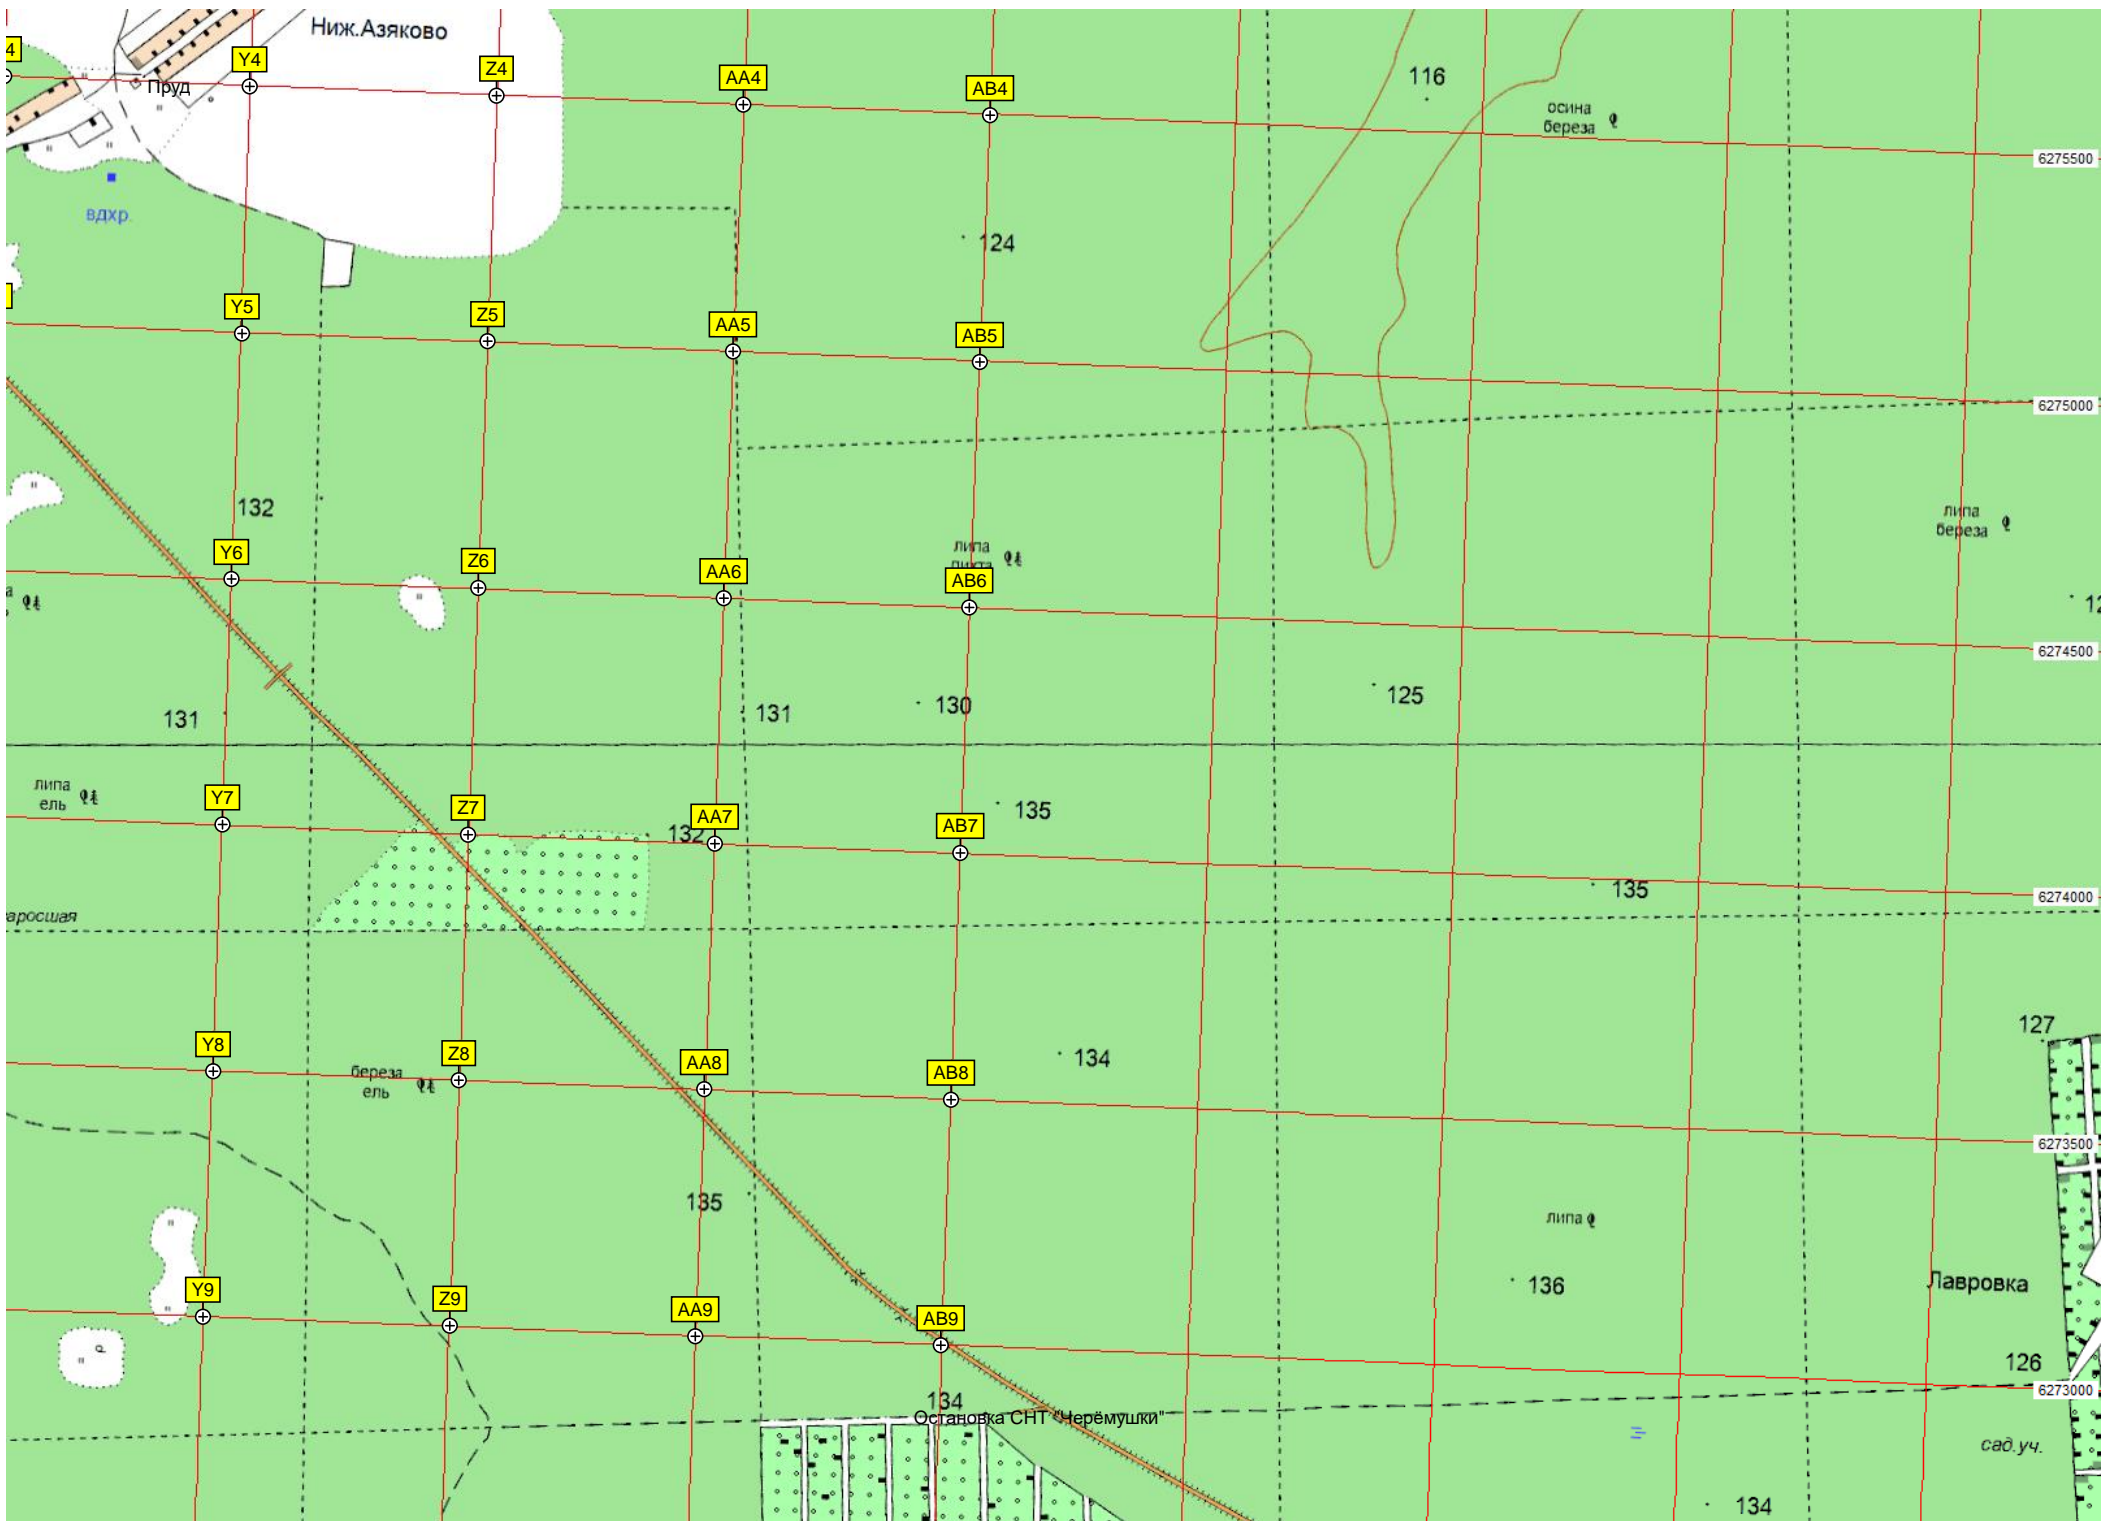 Ниж.Азяково
4
Y4
Z4
AA4
AB4
116
Пруд
осина
береза
6275500
вдхр.
124
Y5
Z5
AA5
AB5
6275000
132
липа
береза
Y6
Z6
AA6
липа
AB6
6274500
131
131
130
125
липа
ель
Y7
Z7
132
AA7
AB7
135
135
6274000
аросшая
127
Y8
береза
ель
Z8
AA8
AB8
134
6273500
135
липа
136
Лавровка
Y9
Z9
AA9
AB9
126
6273000
134
Остановка СНТ "Черёмушки"
сад.уч.
134